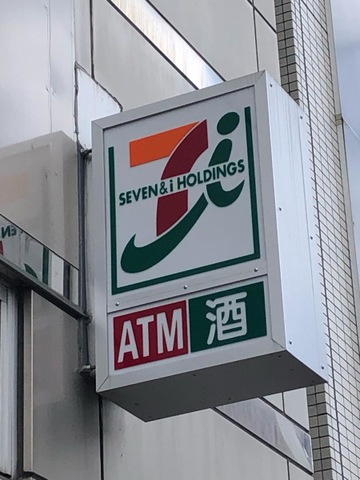 SEVEN & i HOLDINGS
ATM 酒